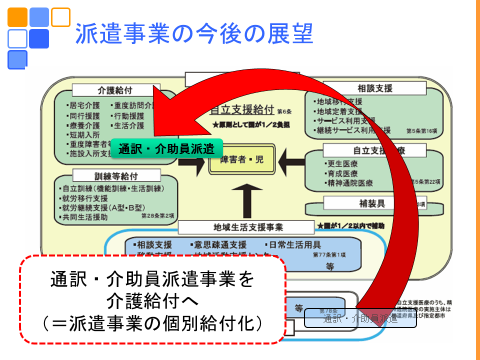 派遣事業の今後の展望
介護給付
・居宅介護 ・重度訪問介
・同行援護 ・行動援護
・療養介護 ・生活介護
・短期入所
・重度障害者等
・施設入所支援
通訳・介助員派遣
自立支援給付 第6条
★原則として国が1/2負担
障害者・児
相談支援
・地域移行支援
・地域定着支援
・サービス利用支援
・継続サービス利用支援
第5条第16項
訓練等給付
・自立訓練(機能訓練・生活訓練)
・就労移行支援
・就労継続支援(A型・B型)
・共同生活援助
第28条第2項
自立支
・更生医療
・育成医療
・精神通院医療
第5条第22項
補装具
地域生活支援事業
★国が1/2以内で補助
・相談支援 ・意思疎通支援 ・日常生活用具
第77条第1項
等
通訳・介助員派遣事業を
介護給付へ
(=派遣事業の個別給付化)
等
第78条
通訳・介助員派遣
自立支援医療のうち、精